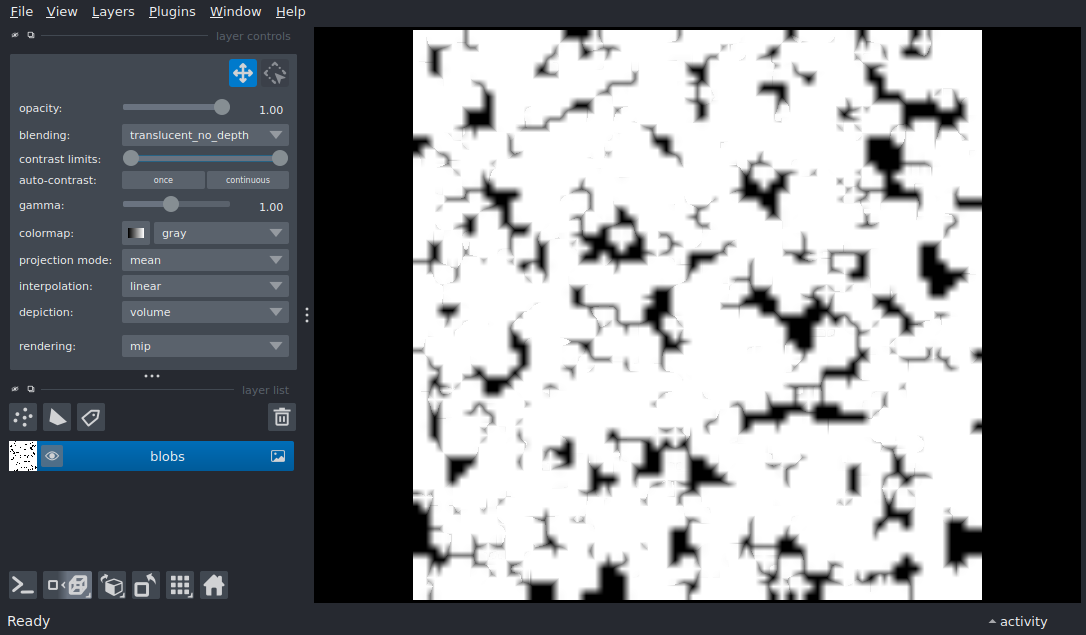 File View Layers Plugins Window Help
layer controls
opacity: 1.00
blending: translucent_no_depth
contrast limits:
auto-contrast: once continuous
gamma: 1.00
colormap: gray
projection mode: mean
interpolation: linear
depiction: volume
rendering: mip
layer list
blobs
Ready
activity